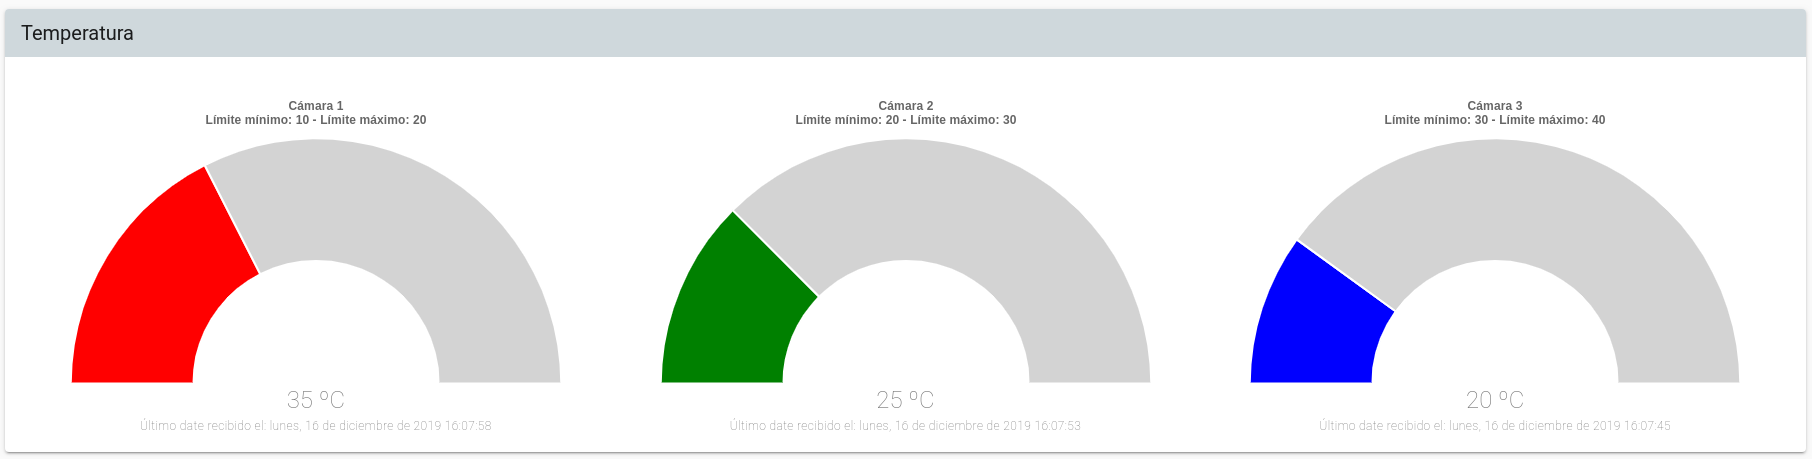 Temperatura
Cámara 1
Límite mínimo: 10 - Límite máximo: 20
35 ºC
Último date recibido el: lunes, 16 de diciembre de 2019 16:07:58
Cámara 2
Límite mínimo: 20 - Límite máximo: 30
25 ºC
Último date recibido el: lunes, 16 de diciembre de 2019 16:07:53
Cámara 3
Límite mínimo: 30 - Límite máximo: 40
20 ºC
Último date recibido el: lunes, 16 de diciembre de 2019 16:07:45